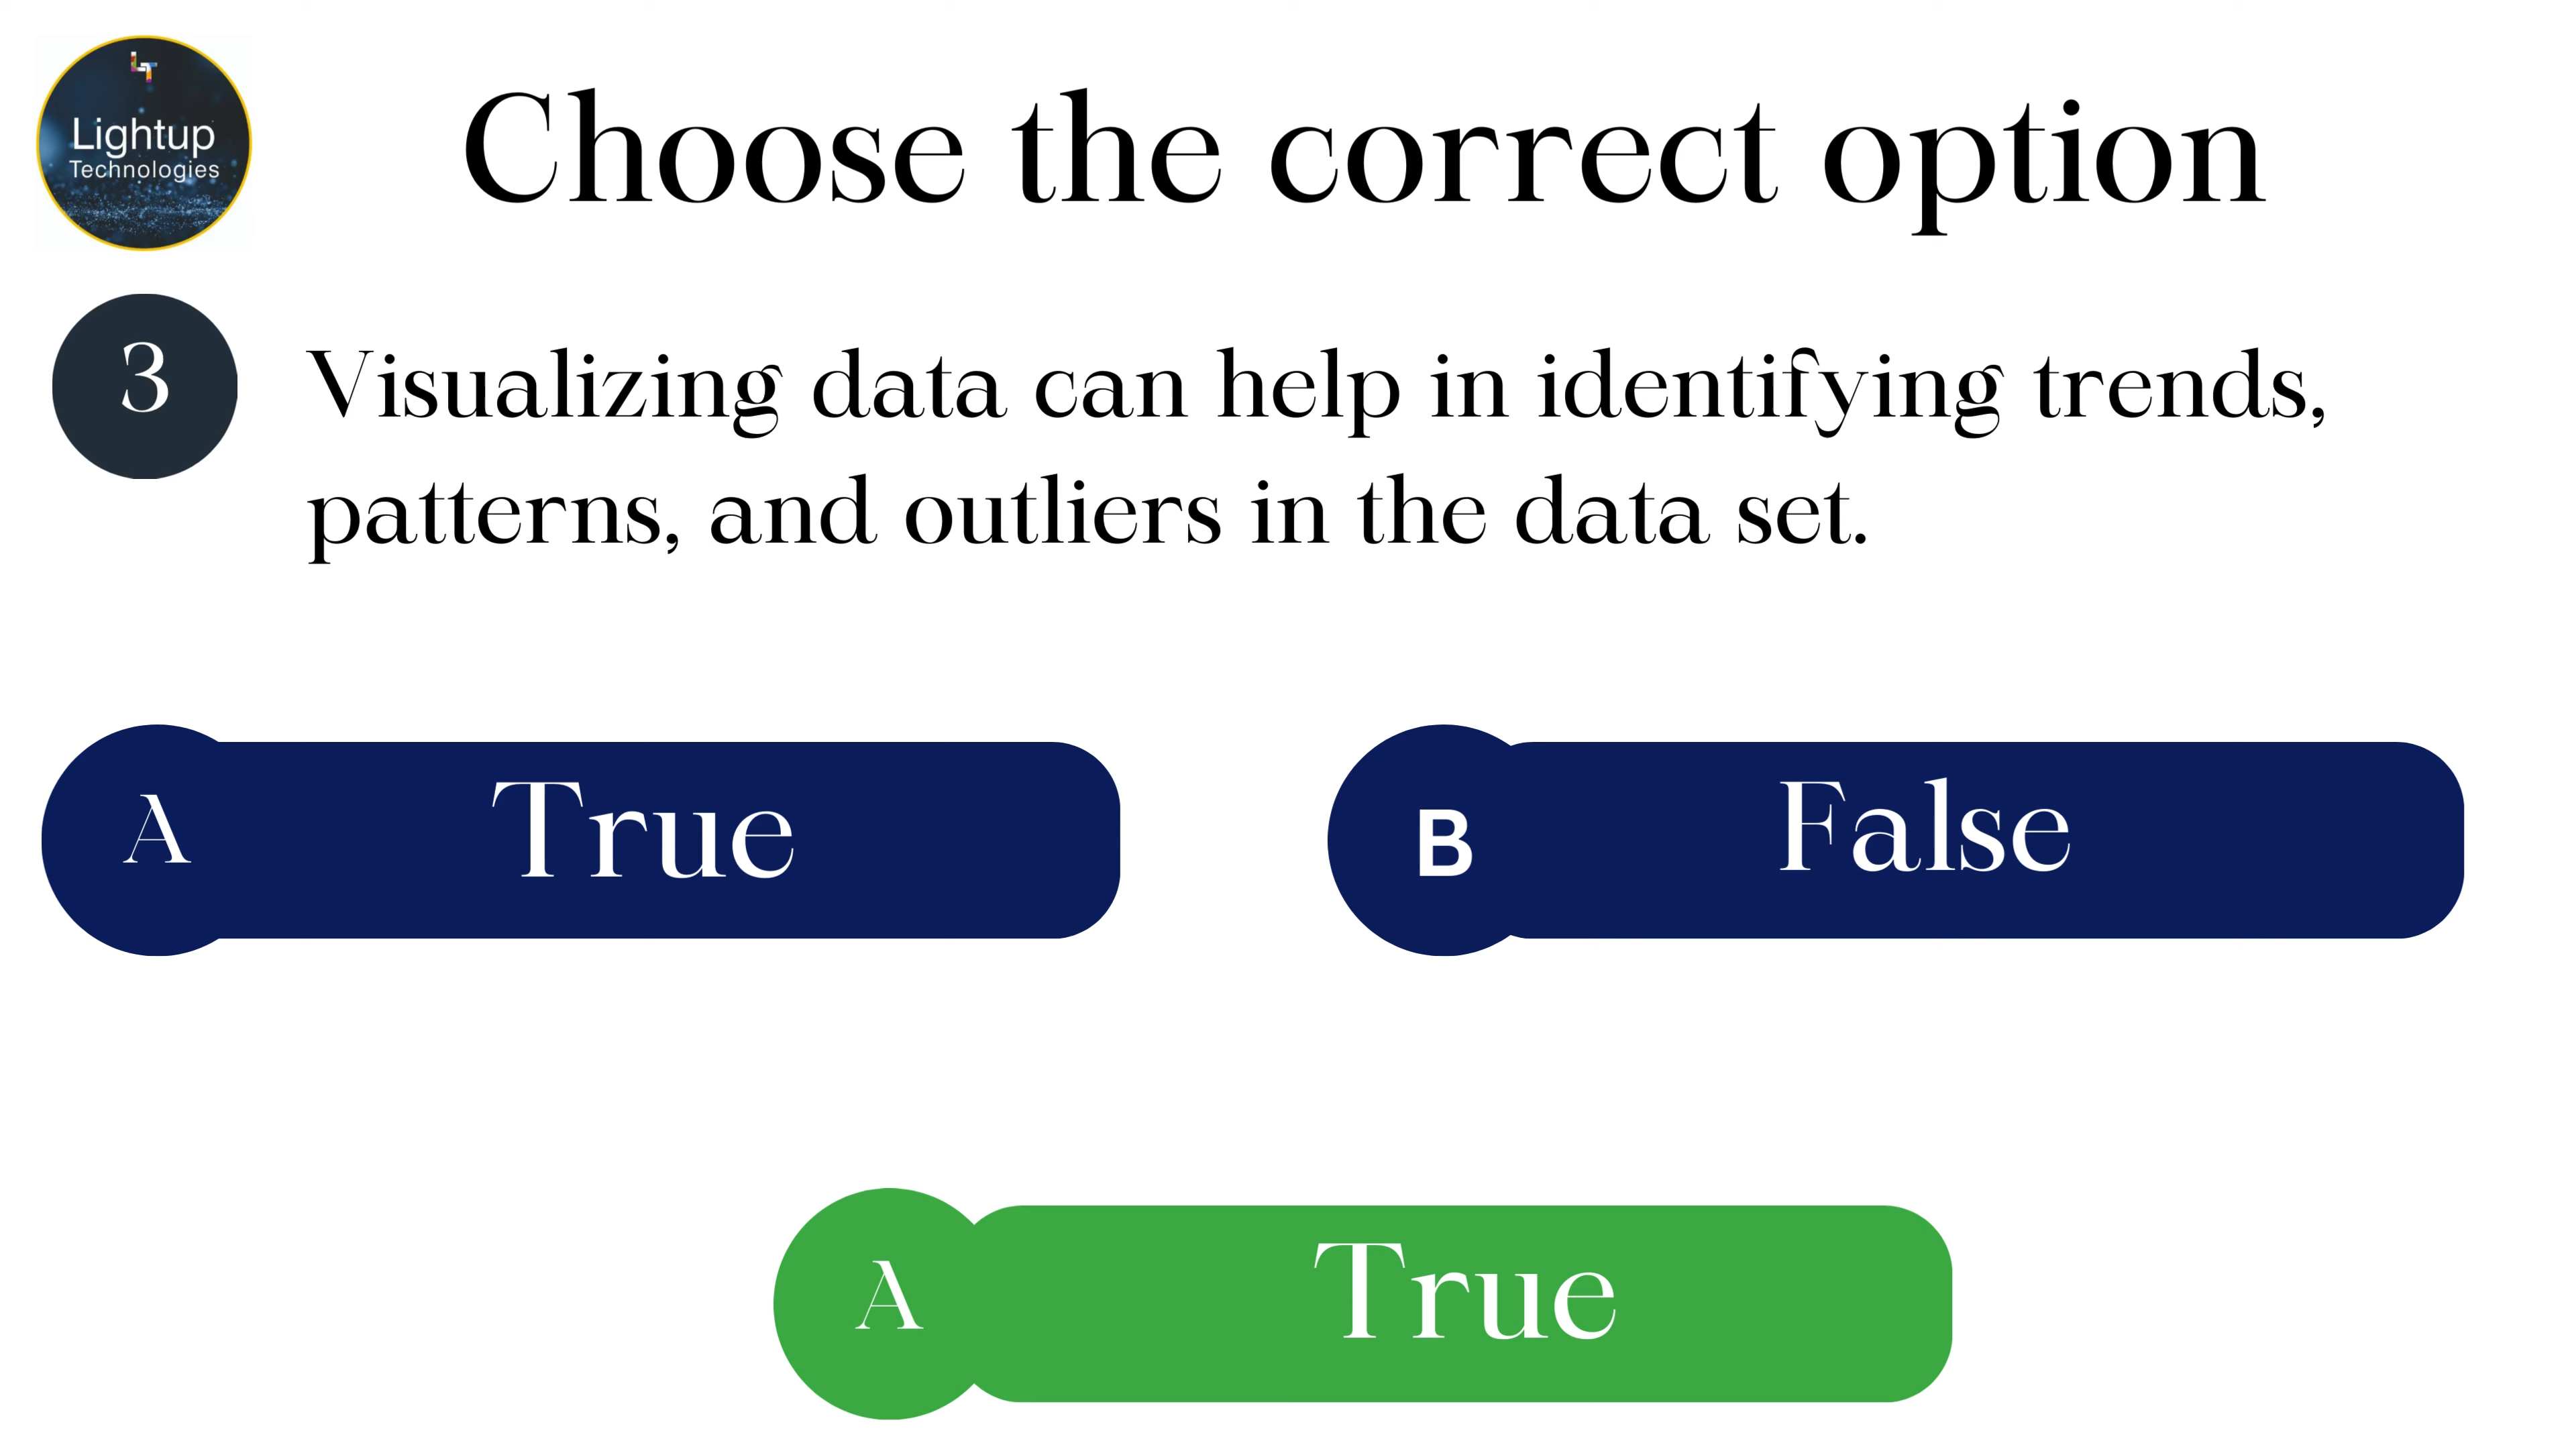 LT
Lightup
Technologies
Choose the correct option
3
Visualizing data can help in identifying trends,
patterns, and outliers in the data set.
A True
B False
A True